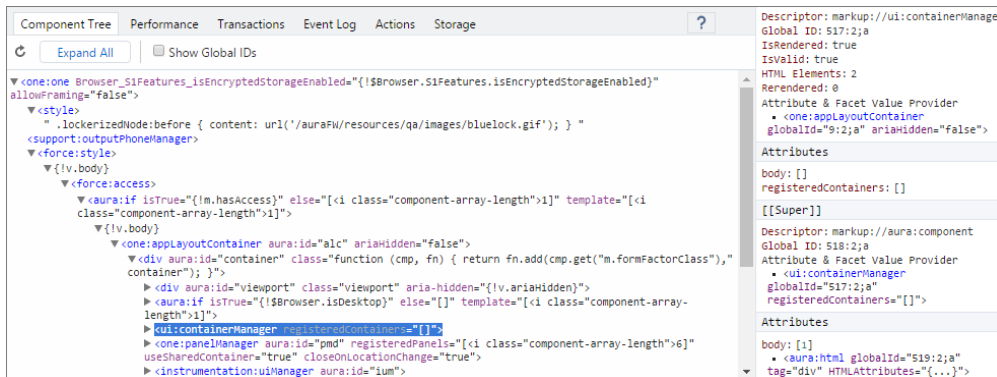 Component Tree Performance Transactions Event Log Actions Storage ?
Expand All Show Global IDs
▼<one:one Browser_S1Features_isEncryptedStorageEnabled="{!$Browser.S1Features.isEncryptedStorageEnabled}"
allowFraming="false">
▼<style>
" .lockerizedNode:before { content: url('/auraFW/resources/qa/images/bluelock.gif'); } "
<support:outputPhoneManager>
▼<force:style>
▼{!v.body}
▼<force:access>
▼<aura:if isTrue="{!m.hasAccess}" else="[<i class="component-array-length">1]" template="[<i
class="component-array-length">1]">
▼{!v.body}
▼<one:appLayoutContainer aura:id="alc" ariaHidden="false">
▼<div aura:id="container" class="function (cmp, fn) { return fn.add(cmp.get("m.formFactorClass"),"
container"); }">
▶<div aura:id="viewport" class="viewport" aria-hidden="{!v.ariaHidden}">
▶<aura:if isTrue="{!$Browser.isDesktop}" else="[]" template="[<i class="component-array-
length">1]">
▶<ui:containerManager registeredContainers="[]">
▶<one:panelManager aura:id="pmd" registeredPanels="[<i class="component-array-length">6]"
useSharedContainer="true" closeOnLocationChange="true">
▶<instrumentation:uiManager aura:id="ium">
Descriptor: markup://ui:containerManage
Global ID: 517:2;a
IsRendered: true
IsValid: true
HTML Elements: 2
Rerendered: 0
Attribute & Facet Value Provider
▪ <one:appLayoutContainer
globalId="9:2;a" ariaHidden="false">
Attributes
body: []
registeredContainers: []
[[Super]]
Descriptor: markup://aura:component
Global ID: 518:2;a
Attribute & Facet Value Provider
▪ <ui:containerManager
globalId="517:2;a"
registeredContainers="[]">
Attributes
body: [1]
▪ <aura:html globalId="519:2;a"
tag="div" HTMLAttributes="{...}">